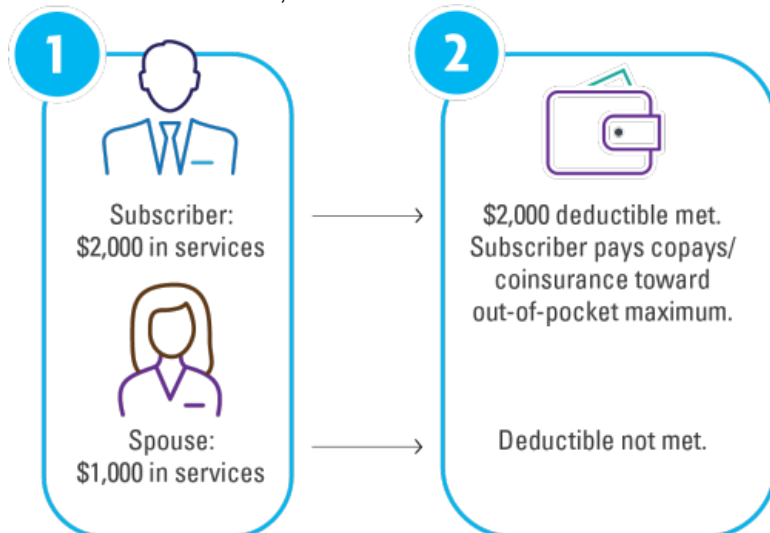 1
2
Subscriber:
$2,000 in services
$2,000 deductible met.
Subscriber pays copays/
coinsurance toward
out-of-pocket maximum.
Spouse:
$1,000 in services
Deductible not met.